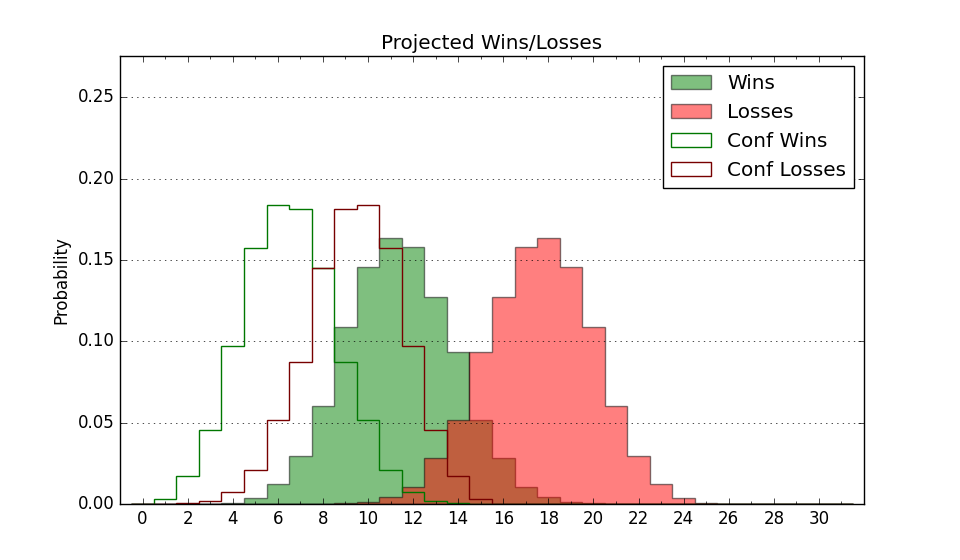 Projected Wins/Losses
Wins
Losses
Conf Wins
Conf Losses
Probability
0.25
0.20
0.15
0.10
0.05
0.00
0 2 4 6 8 10 12 14 16 18 20 22 24 26 28 30